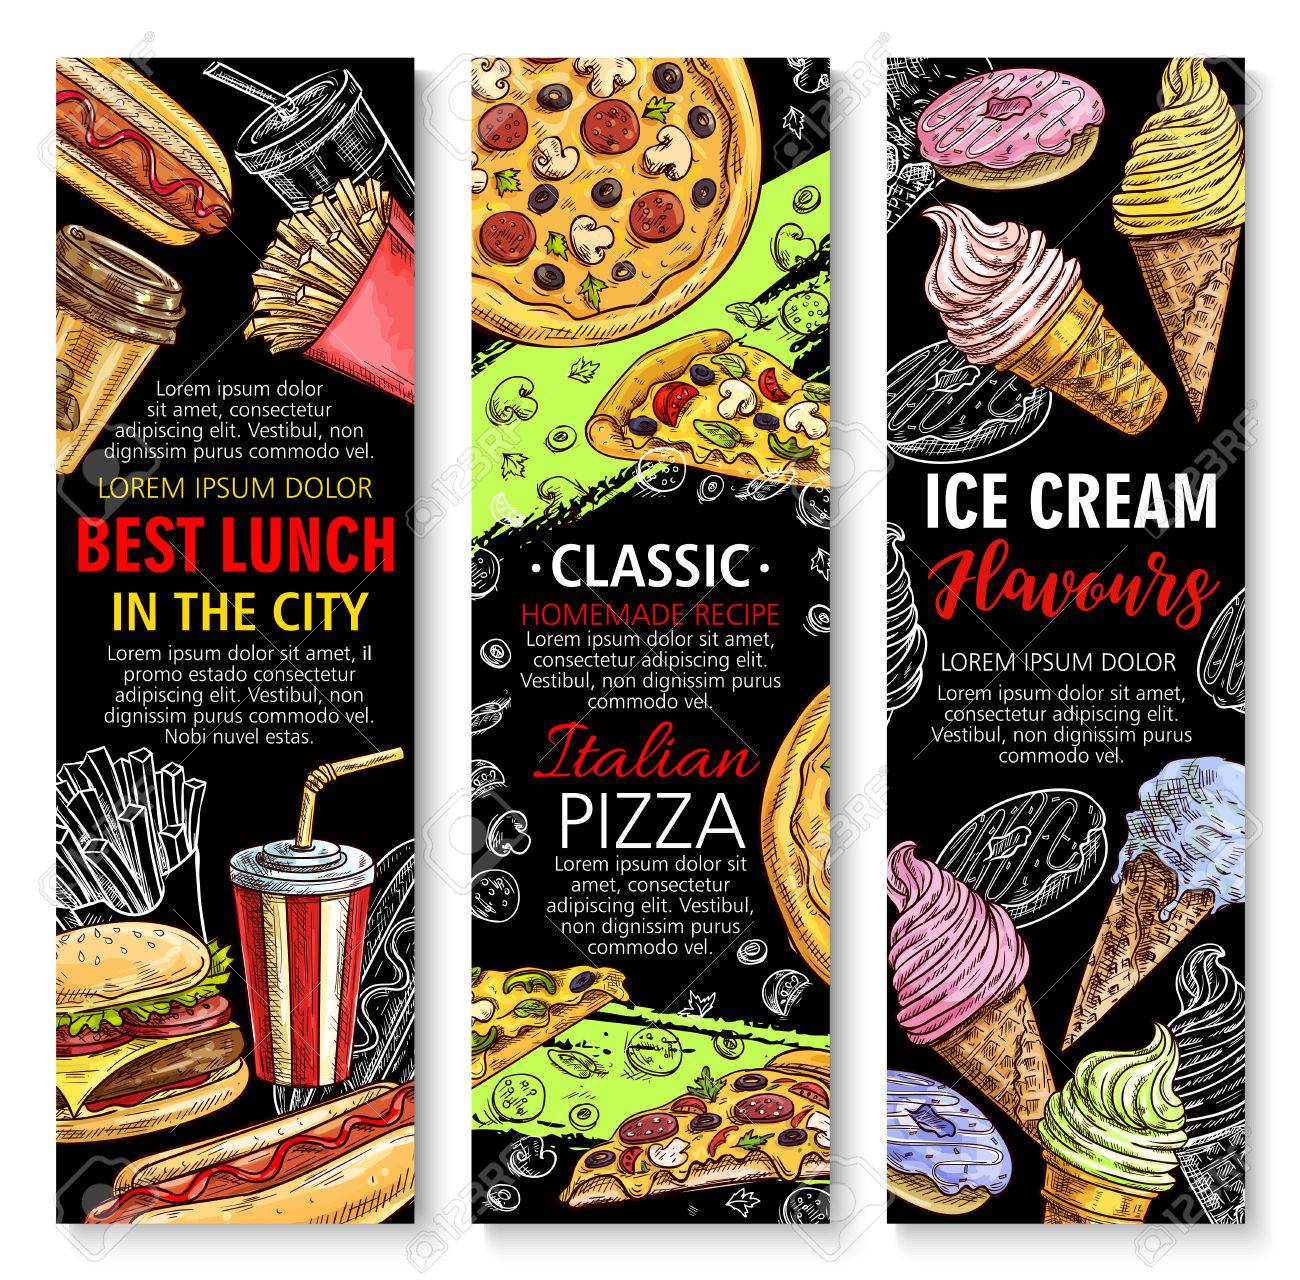 Lorem ipsum dolor
sit amet, consectetur
adipiscing elit. Vestibul, non
dignissim purus commodo vel.
LOREM IPSUM DOLOR
BEST LUNCH
IN THE CITY
Lorem ipsum dolor sit amet, il
promo estado consectetur
adipiscing elit. Vestibul, non
dignissim purus commodo vel.
Nobi nuvel estas.
·CLASSIC·
HOMEMADE RECIPE
Lorem ipsum dolor sit amet,
consectetur adipiscing elit.
Vestibul, non dignissim purus
commodo vel.
Italian
PIZZA
Lorem ipsum dolor
sit amet, consectetur
adipiscing elit. Vestibul,
non dignissim purus
commodo vel.
ICE CREAM
Flavours
LOREM IPSUM DOLOR
Lorem ipsum dolor sit amet,
consectetur adipiscing elit.
Vestibul, non dignissim purus
commodo vel.